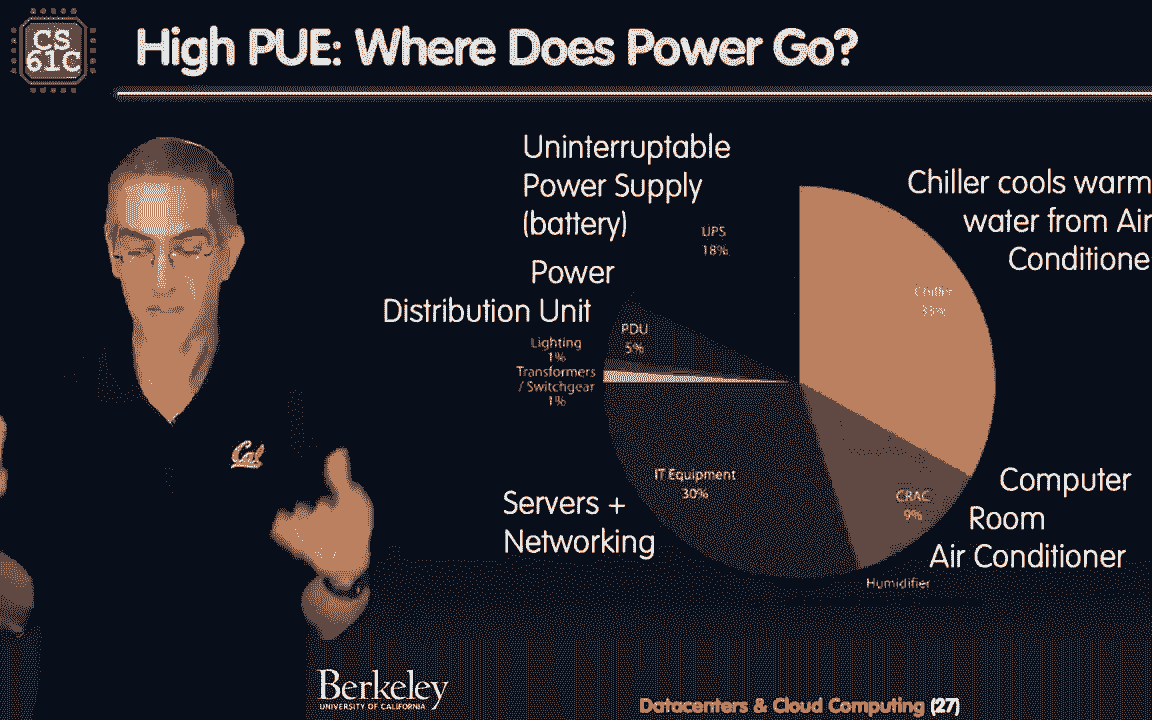 CS
61C
High PUE: Where Does Power Go?
Uninterruptable
Power Supply
(battery)
UPS
18%
Chiller cools warm
water from Air
Conditione
Chiller
33%
Power
Distribution Unit
PDU
5%
Lighting
1%
Transformers
/ Switchgear
1%
IT Equipment
30%
Servers +
Networking
CRAC
9%
Computer
Room
Air Conditioner
Humidifier
Cal
Berkeley
UNIVERSITY OF CALIFORNIA
Datacenters & Cloud Computing (27)